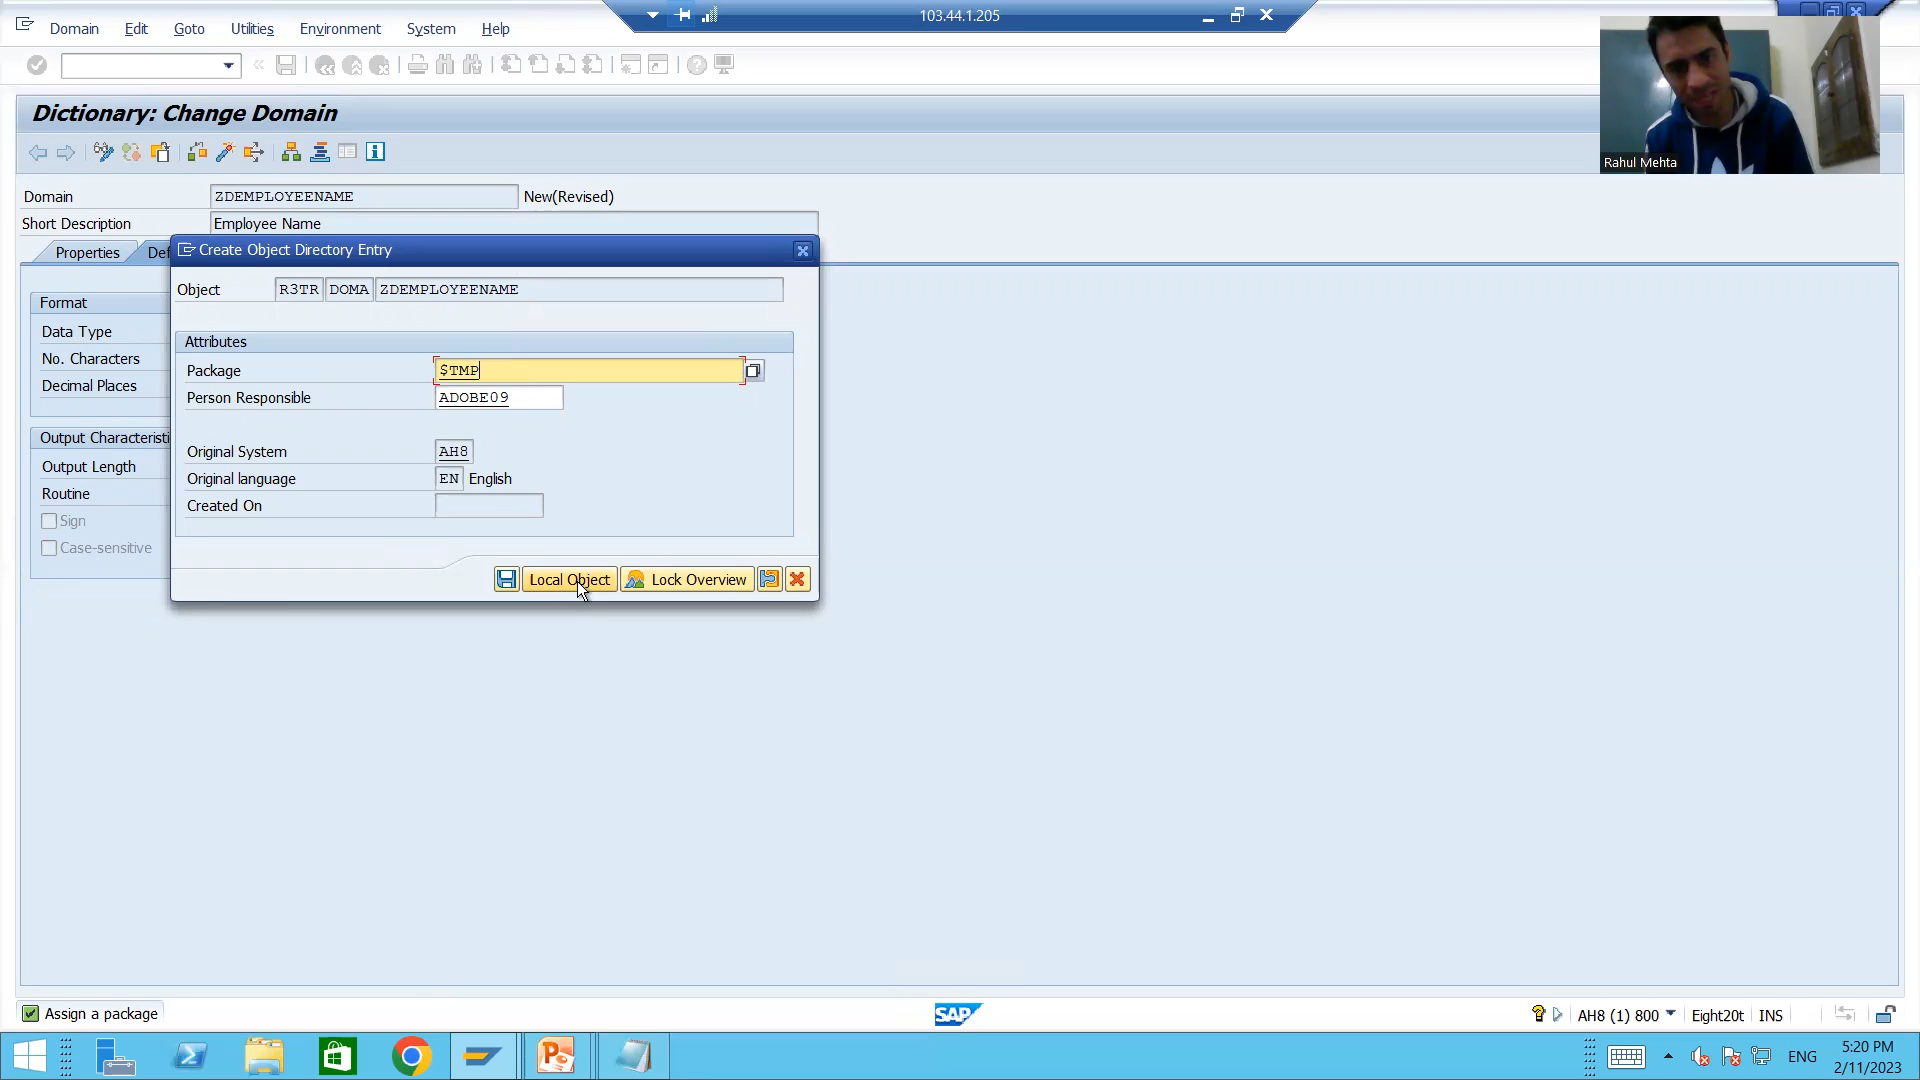 103.44.1.205
Domain Edit Goto Utilities Environment System Help
Dictionary: Change Domain
Rahul Mehta
Domain ZDEMPLOYEENAME New(Revised)
Short Description Employee Name
Properties Def
Create Object Directory Entry
Object R3TR DOMA ZDEMPLOYEENAME
Format
Attributes
Data Type
Package $TMP
No. Characters
Decimal Places
Person Responsible ADOBE09
Output Characteristi
Original System AH8
Output Length
Original language EN English
Routine
Created On
Sign
Case-sensitive
Local Object Lock Overview
Assign a package
SAP
AH8 (1) 800 Eight20t INS
ENG
5:20 PM
2/11/2023